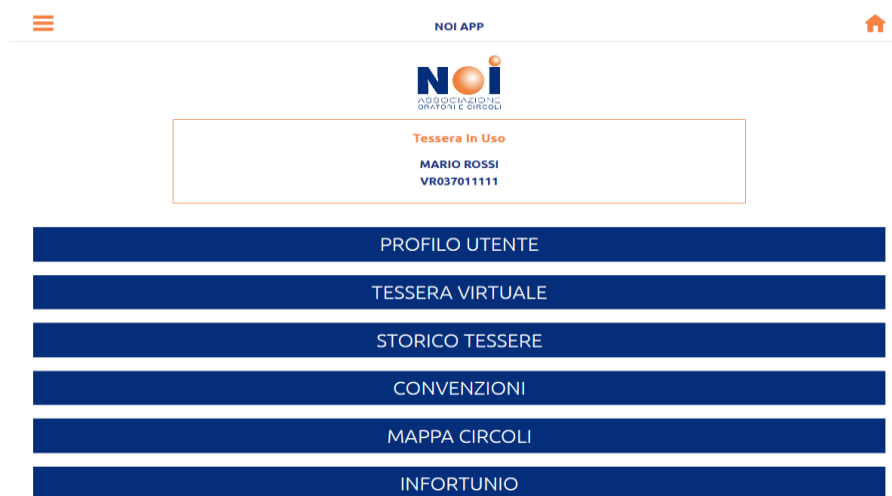 NOI APP
NOi
ASSOCIAZIONE
ORATORI E CIRCOLI
Tessera In Uso
MARIO ROSSI
VR037011111
PROFILO UTENTE
TESSERA VIRTUALE
STORICO TESSERE
CONVENZIONI
MAPPA CIRCOLI
INFORTUNIO